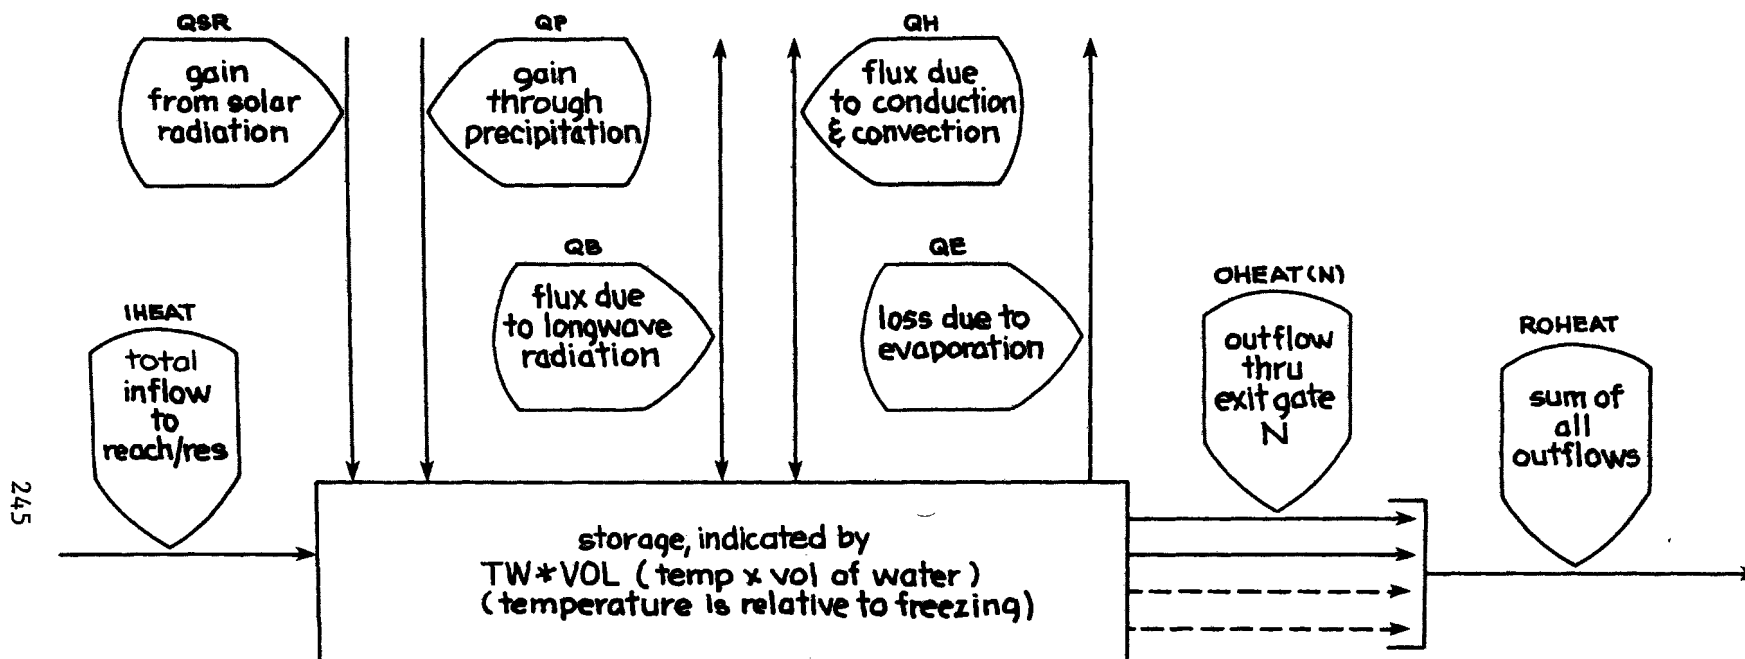 QSR
gain
from solar
radiation
QP
gain
through
precipitation
QH
flux due
to conduction
& convection
QB
flux due
to longwave
radiation
QE
loss due to
evaporation
IHEAT
total
inflow
to
reach/res
OHEAT(N)
outflow
thru
exit gate
N
ROHEAT
sum of
all
outflows
storage, indicated by
TW*VOL (temp x vol of water)
(temperature is relative to freezing)
245